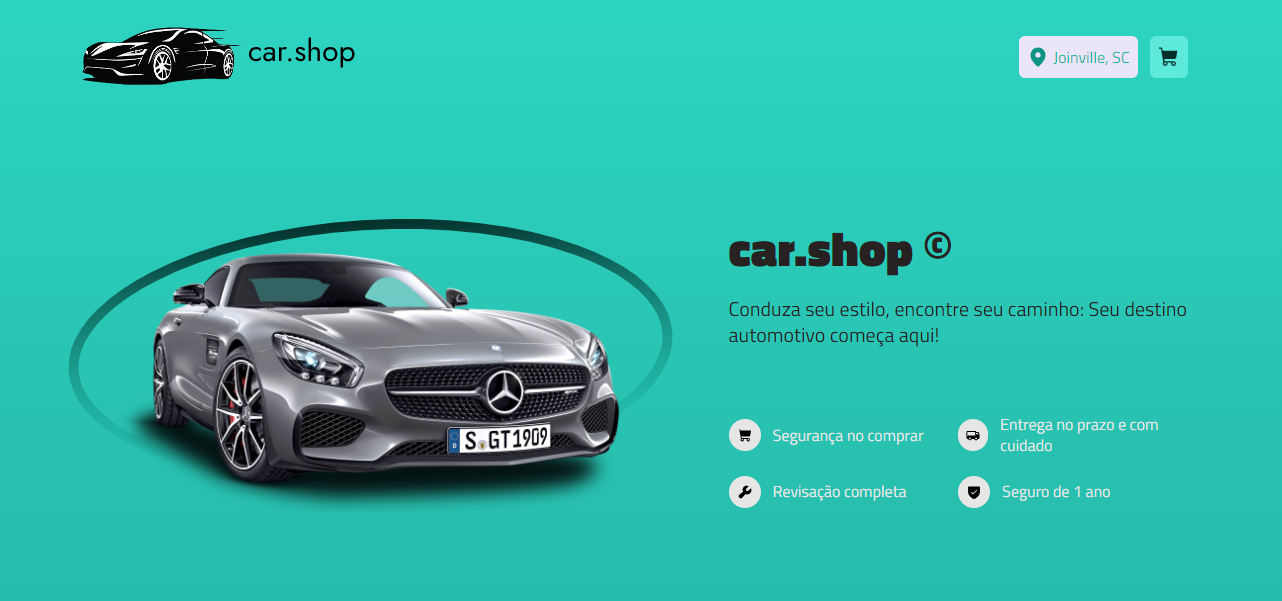 car.shop
Joinville, SC
car.shop ©
Conduza seu estilo, encontre seu caminho: Seu destino
automotivo começa aqui!
S GT1909
D
Segurança no comprar
Entrega no prazo e com
cuidado
Revisação completa
Seguro de 1 ano